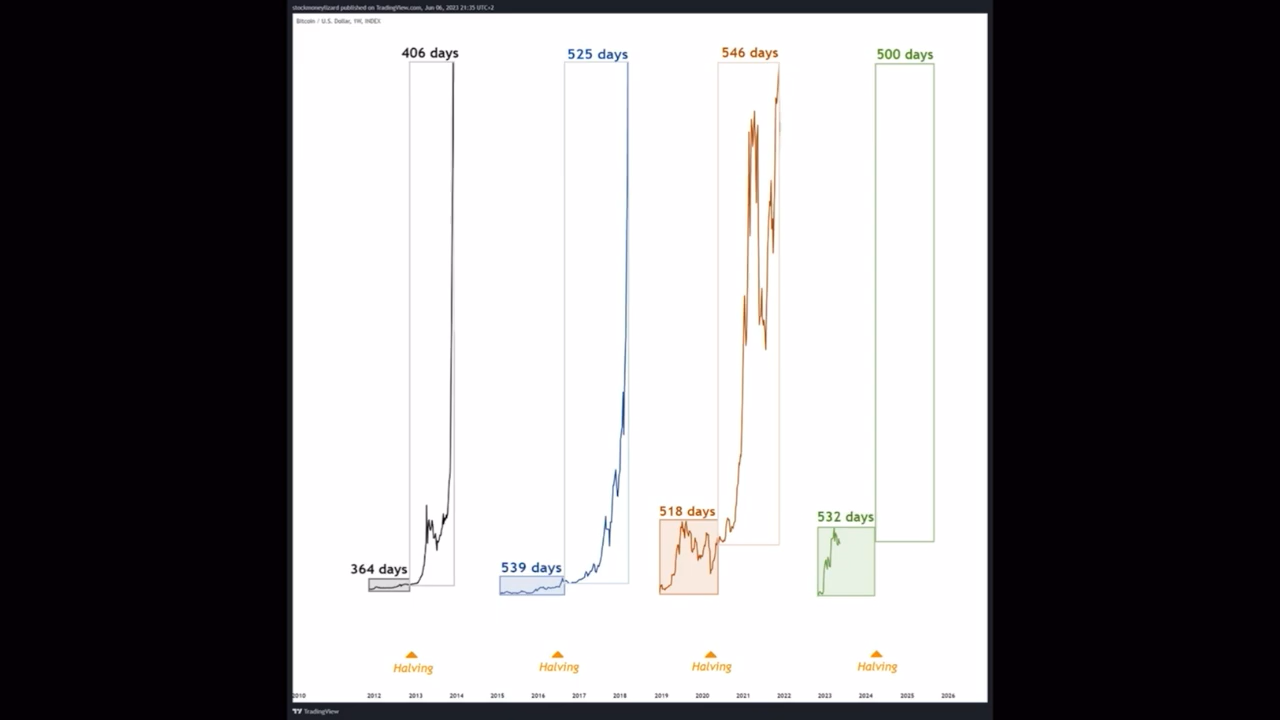 stockmoneylizard published on TradingView.com, Jun 06, 2023 21:35 UTC+2
Bitcoin / U.S. Dollar, 1W, INDEX
406 days
525 days
546 days
500 days
364 days
539 days
518 days
532 days
Halving
Halving
Halving
Halving
2010
2012
2013
2014
2015
2016
2017
2018
2019
2020
2021
2022
2023
2024
2025
2026
TradingView